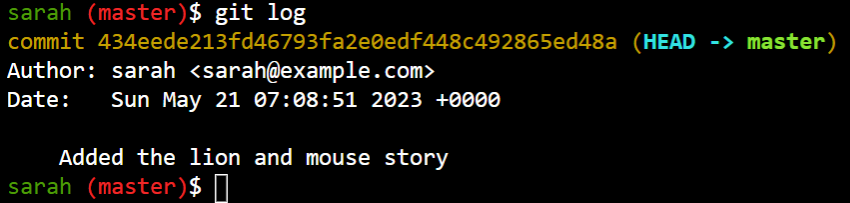 sarah (master)$ git log
commit 434eede213fd46793fa2e0edf448c492865ed48a (HEAD -> master)
Author: sarah <sarah@example.com>
Date:   Sun May 21 07:08:51 2023 +0000
    Added the lion and mouse story
sarah (master)$